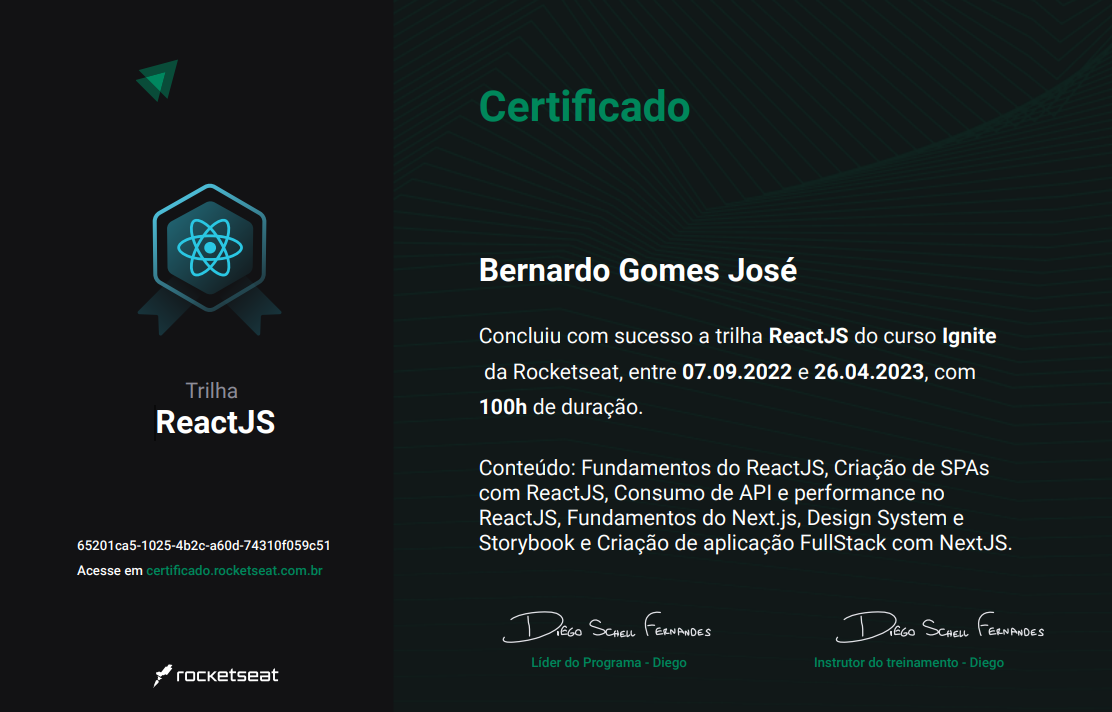 Trilha
ReactJS
65201ca5-1025-4b2c-a60d-74310f059c51
Acesse em certificado.rocketseat.com.br
rocketseat
Certificado
Bernardo Gomes José
Concluiu com sucesso a trilha ReactJS do curso Ignite
da Rocketseat, entre 07.09.2022 e 26.04.2023, com
100h de duração.
Conteúdo: Fundamentos do ReactJS, Criação de SPAs
com ReactJS, Consumo de API e performance no
ReactJS, Fundamentos do Next.js, Design System e
Storybook e Criação de aplicação FullStack com NextJS.
Diego Schell Fernandes
Líder do Programa - Diego
Diego Schell Fernandes
Instrutor do treinamento - Diego